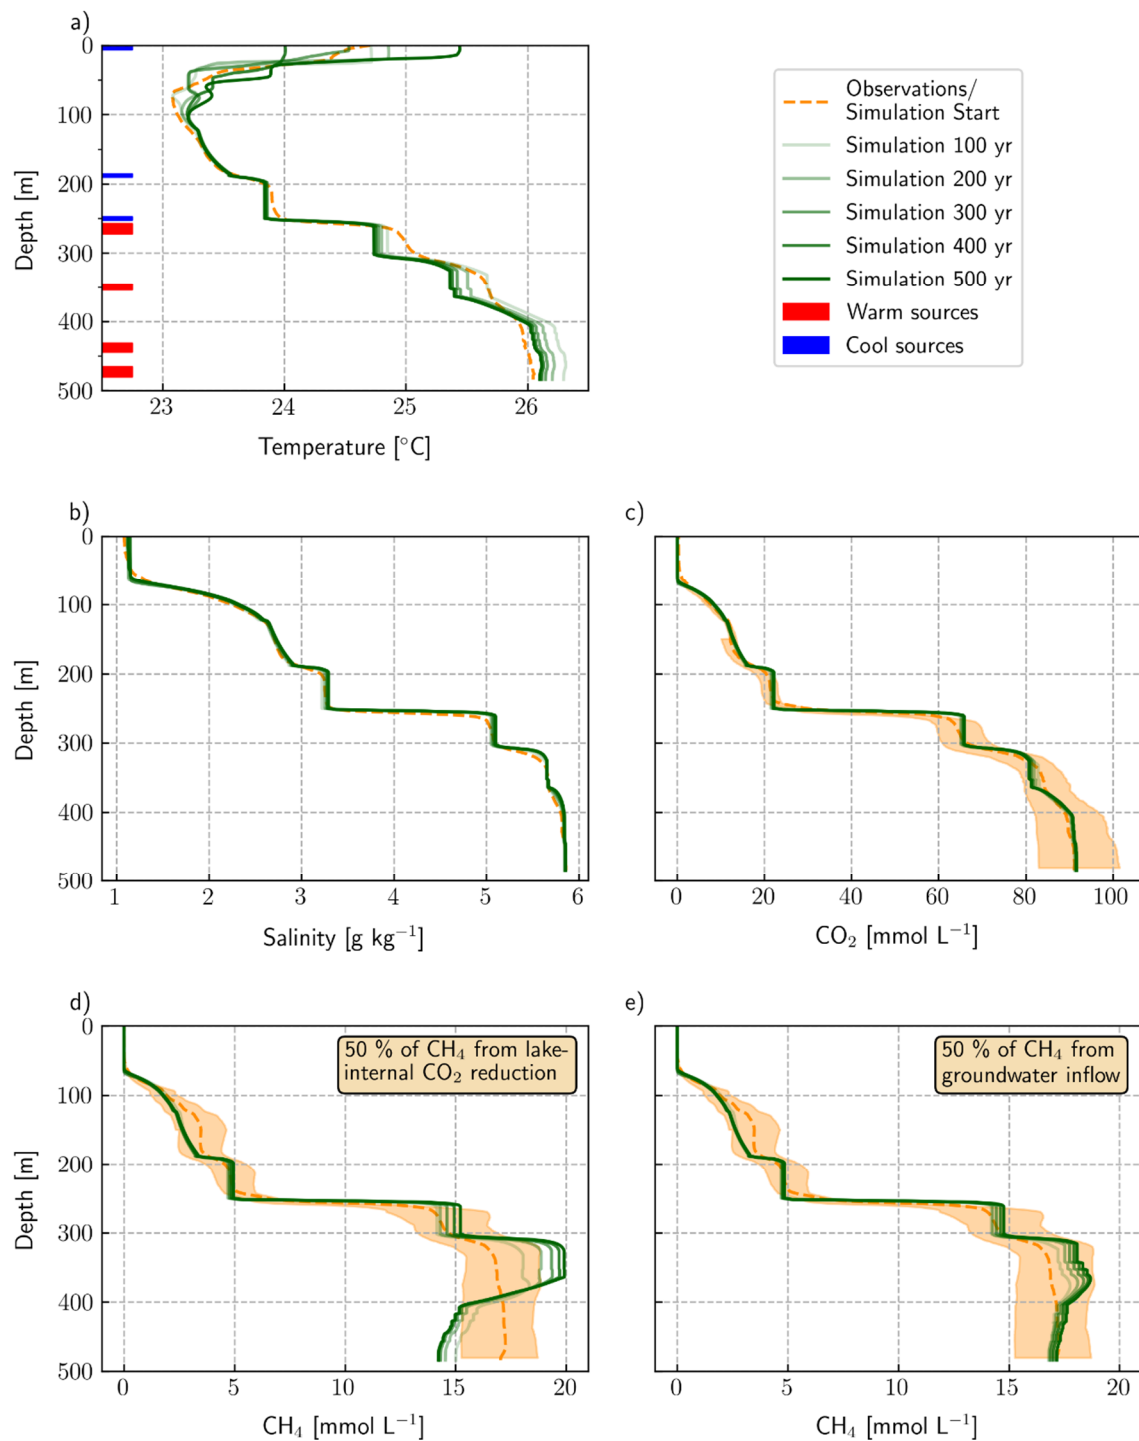 a)
0
100
200
300
400
500
Depth [m]
23
24
25
26
Temperature [°C]
Observations/
Simulation Start
Simulation 100 yr
Simulation 200 yr
Simulation 300 yr
Simulation 400 yr
Simulation 500 yr
Warm sources
Cool sources
b)
0
100
200
300
400
500
Depth [m]
1
2
3
4
5
6
Salinity [g kg⁻¹]
c)
0
20
40
60
80
100
CO₂ [mmol L⁻¹]
d)
0
100
200
300
400
500
Depth [m]
50 % of CH₄ from lake-
internal CO₂ reduction
0
5
10
15
20
CH₄ [mmol L⁻¹]
e)
50 % of CH₄ from
groundwater inflow
0
5
10
15
20
CH₄ [mmol L⁻¹]